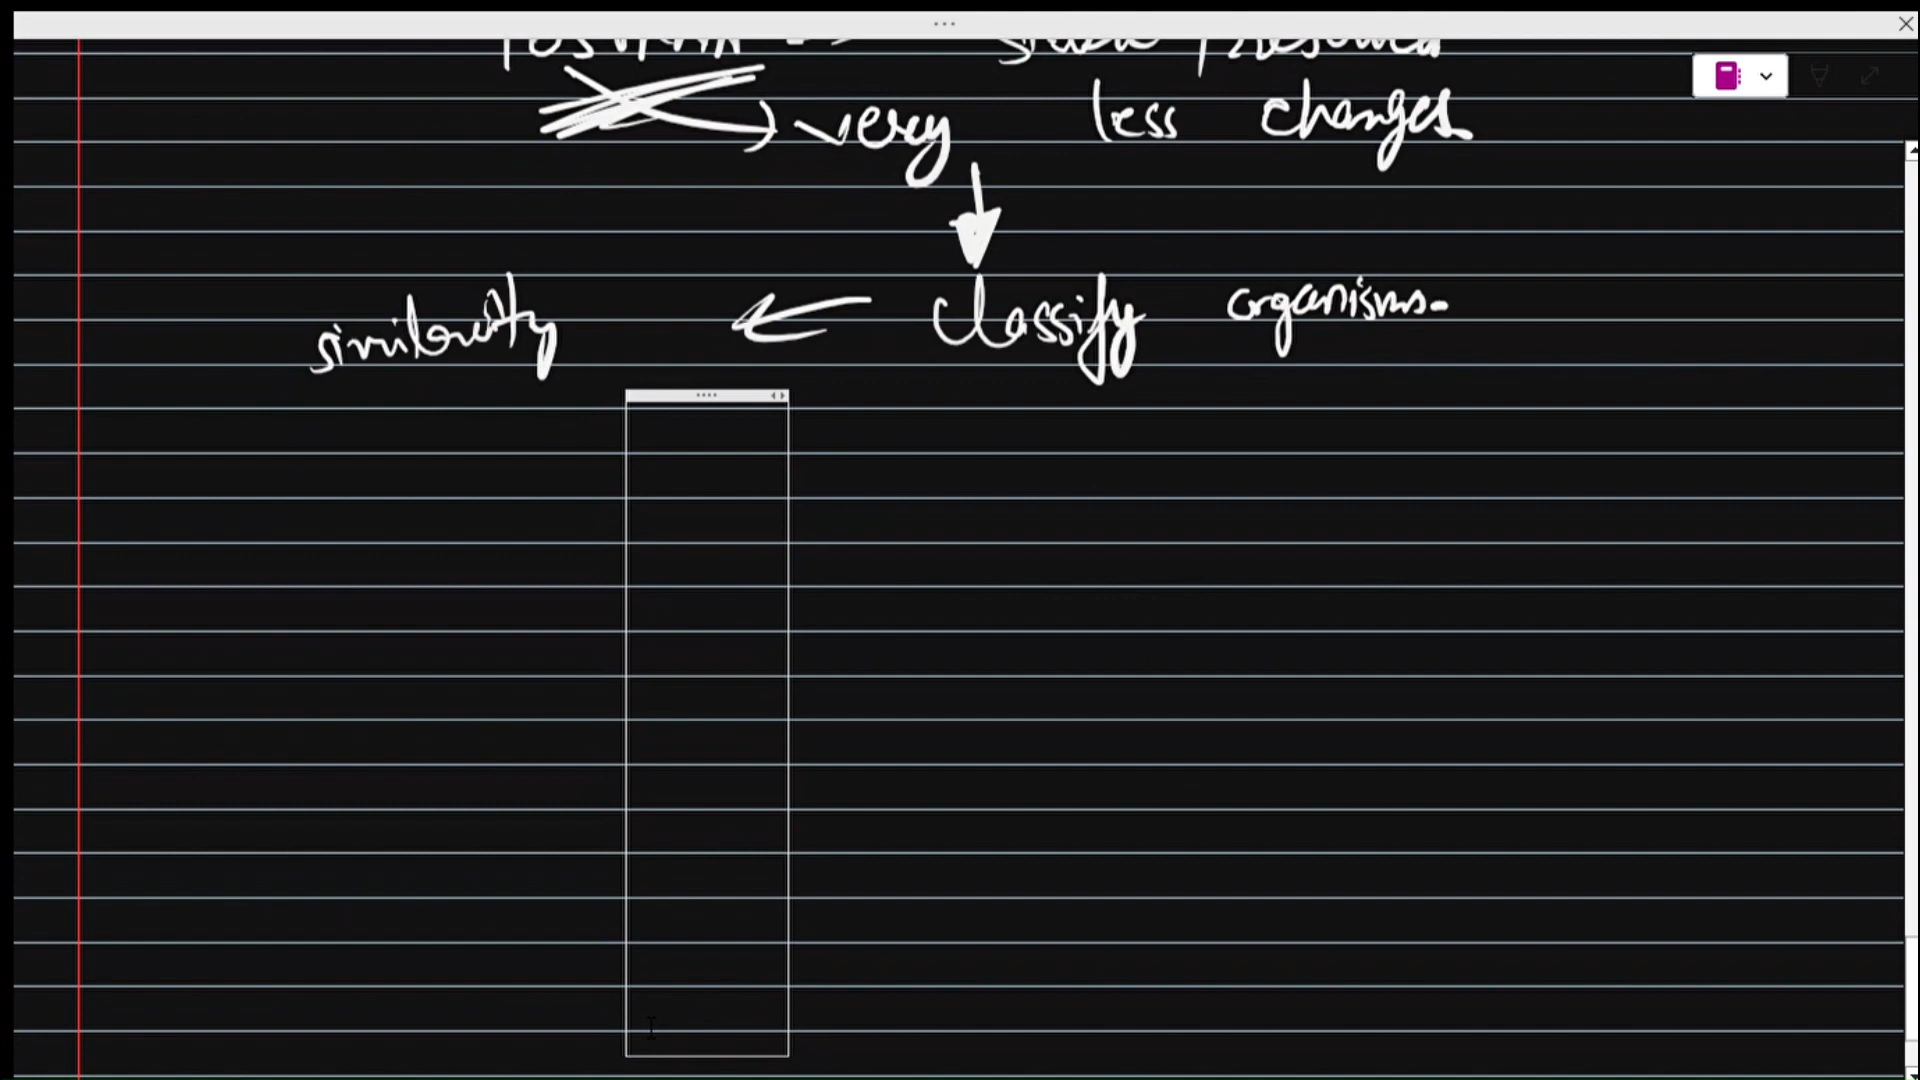 very less changes
similarity ← classify organisms.